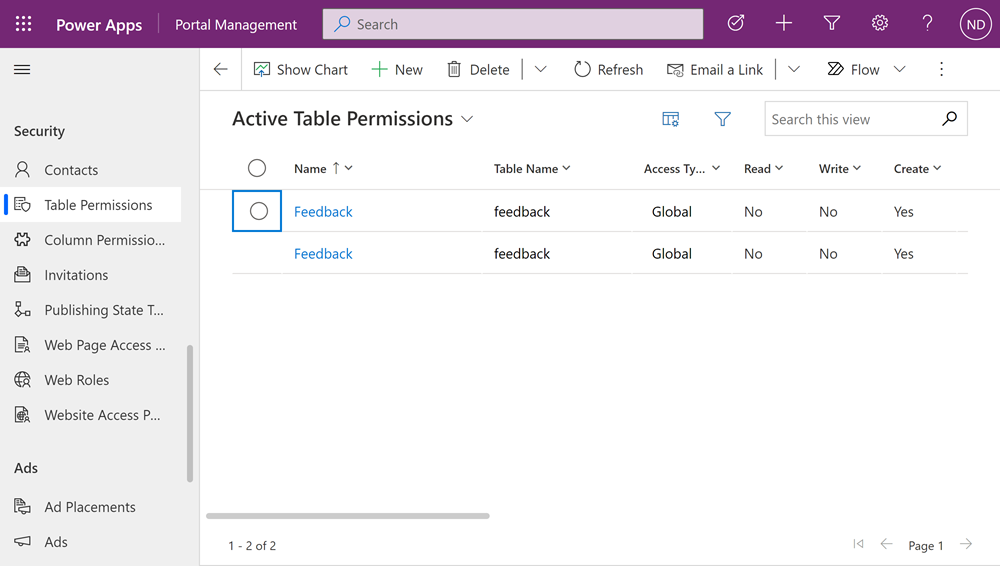 Power Apps Portal Management Search ND
Show Chart New Delete Refresh Email a Link Flow
Security
Contacts
Table Permissions
Column Permissio...
Invitations
Publishing State T...
Web Page Access ...
Web Roles
Website Access P...
Ads
Ad Placements
Ads
Active Table Permissions Search this view
Name Table Name Access Ty... Read Write Create
Feedback feedback Global No No Yes
Feedback feedback Global No No Yes
1 - 2 of 2 Page 1